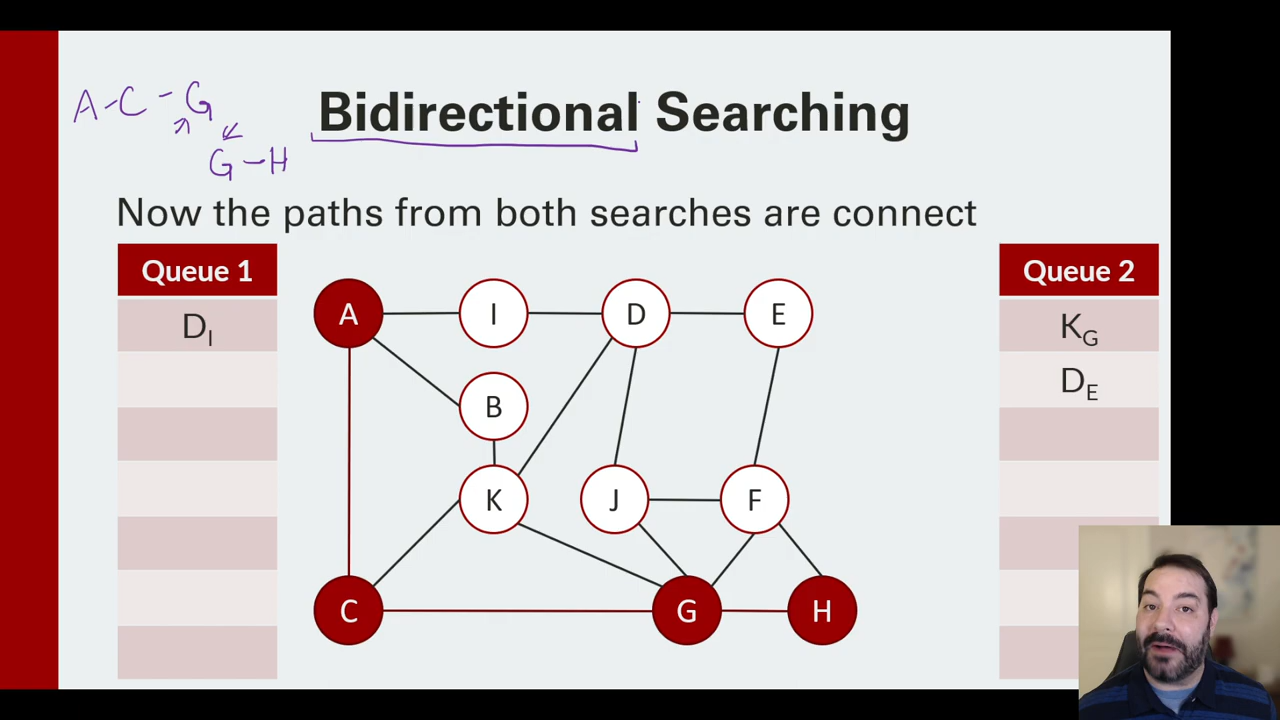 A-C-G
G-H
Bidirectional Searching
Now the paths from both searches are connect
Queue 1
D_I
Queue 2
K_G
D_E
A
I
D
E
B
K
J
F
C
G
H